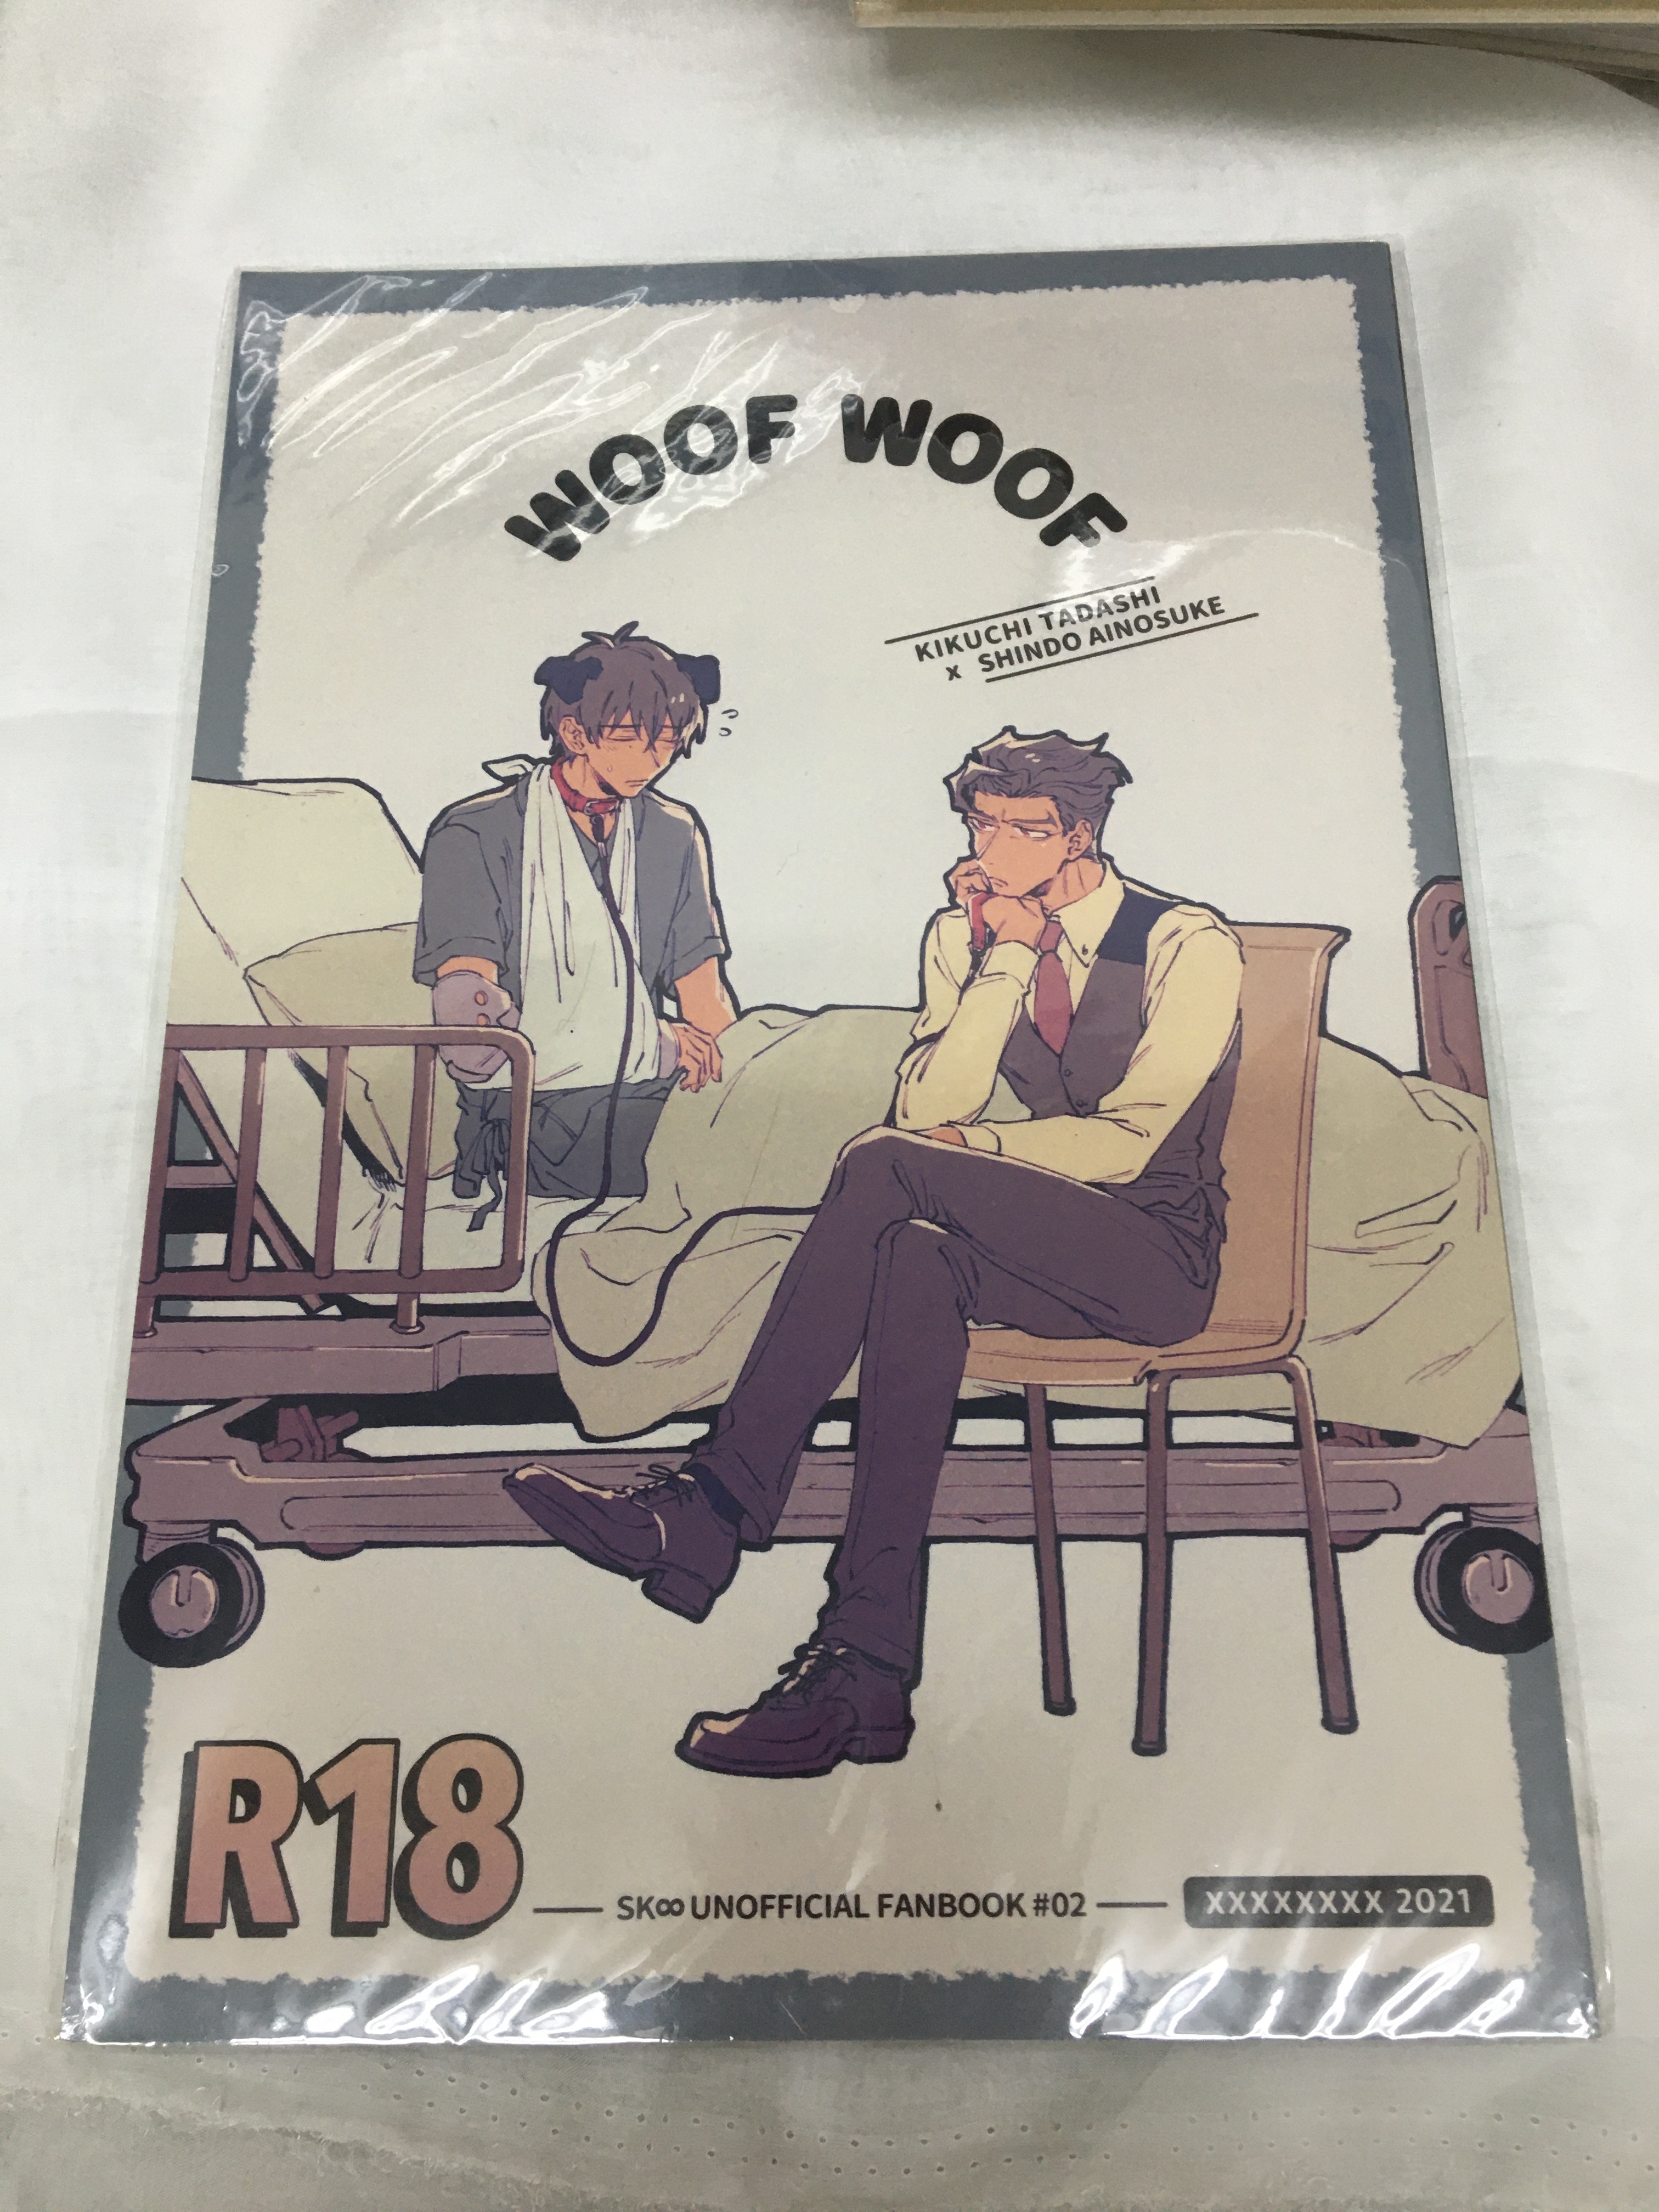 WOOF WOOF
KIKUCHI TADASHI
x SHINDO AINOSUKE
R18
SK∞ UNOFFICIAL FANBOOK #02
XXXXXXXX 2021